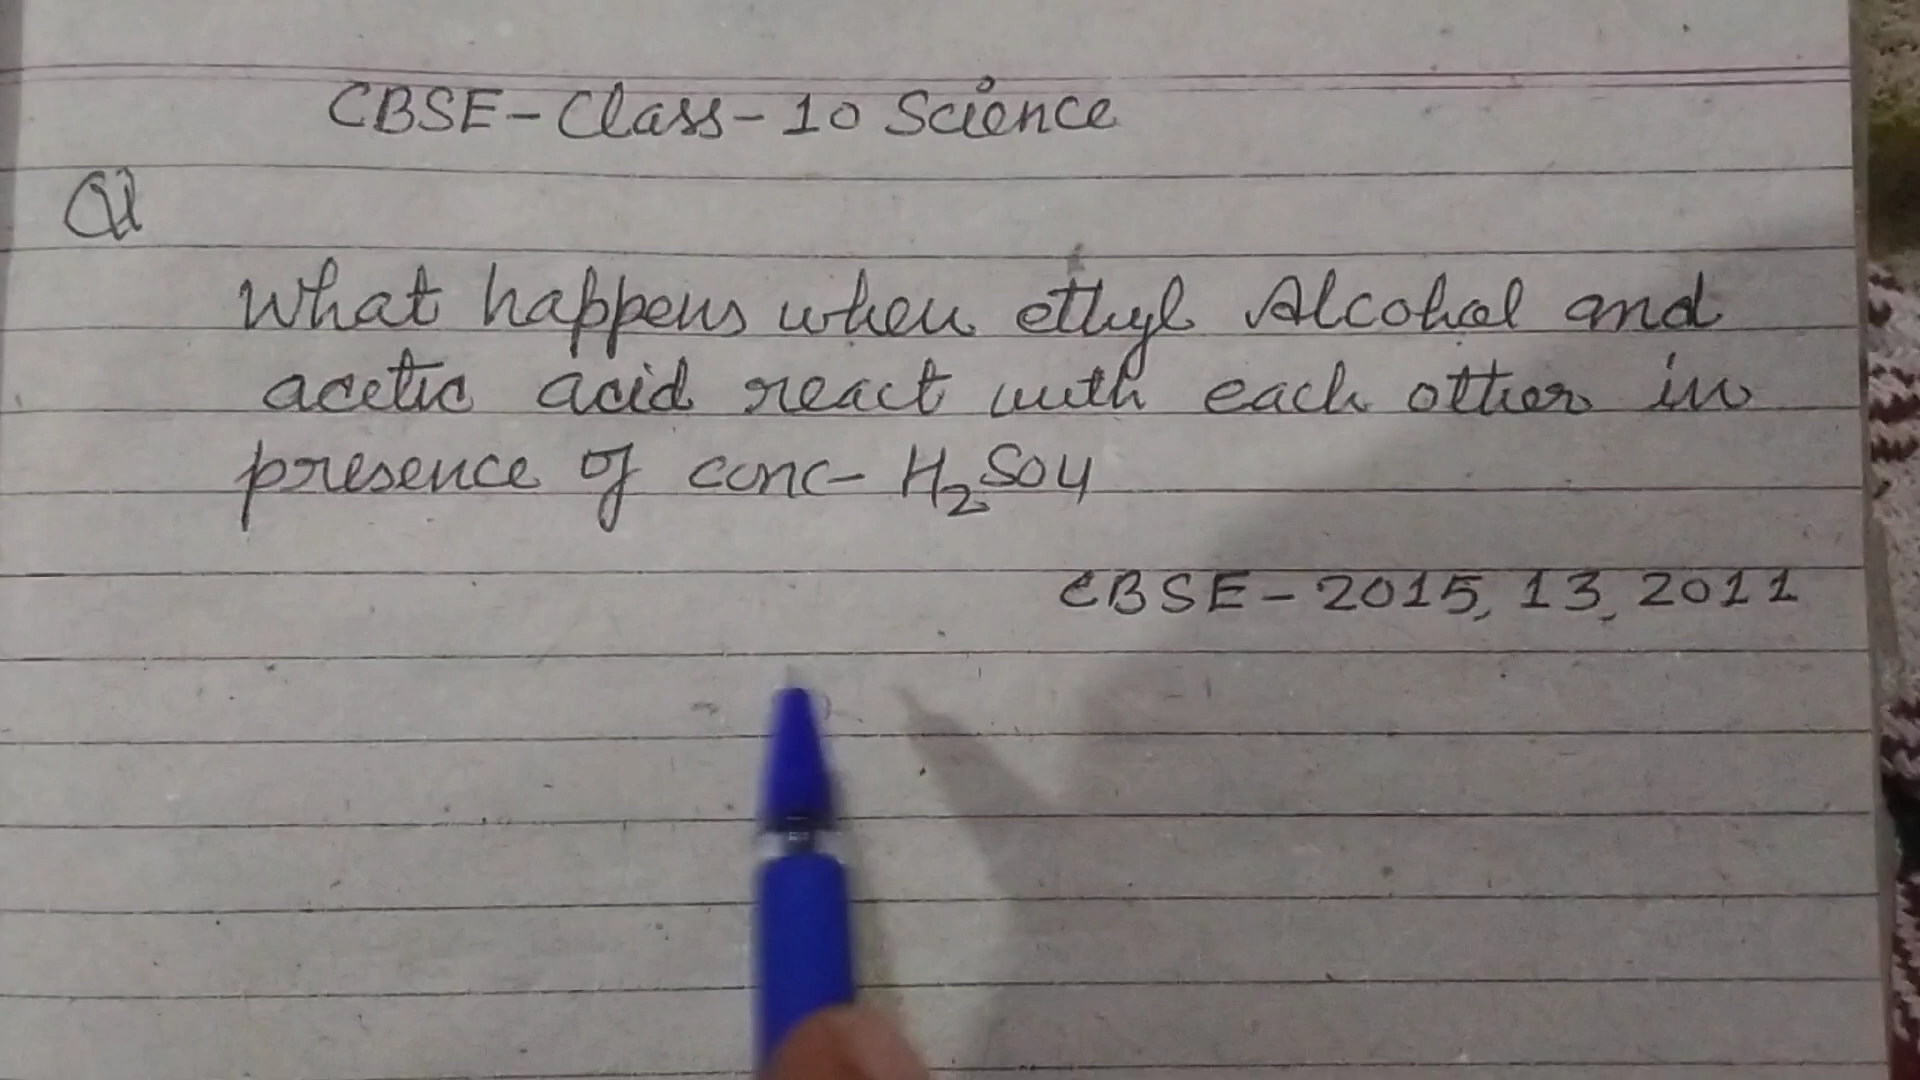 CBSE-Class-10 Science
Q1
What happens when ethyl Alcohol and
acetic acid react with each other in
presence of conc- H₂SO4
CBSE-2015, 13, 2011